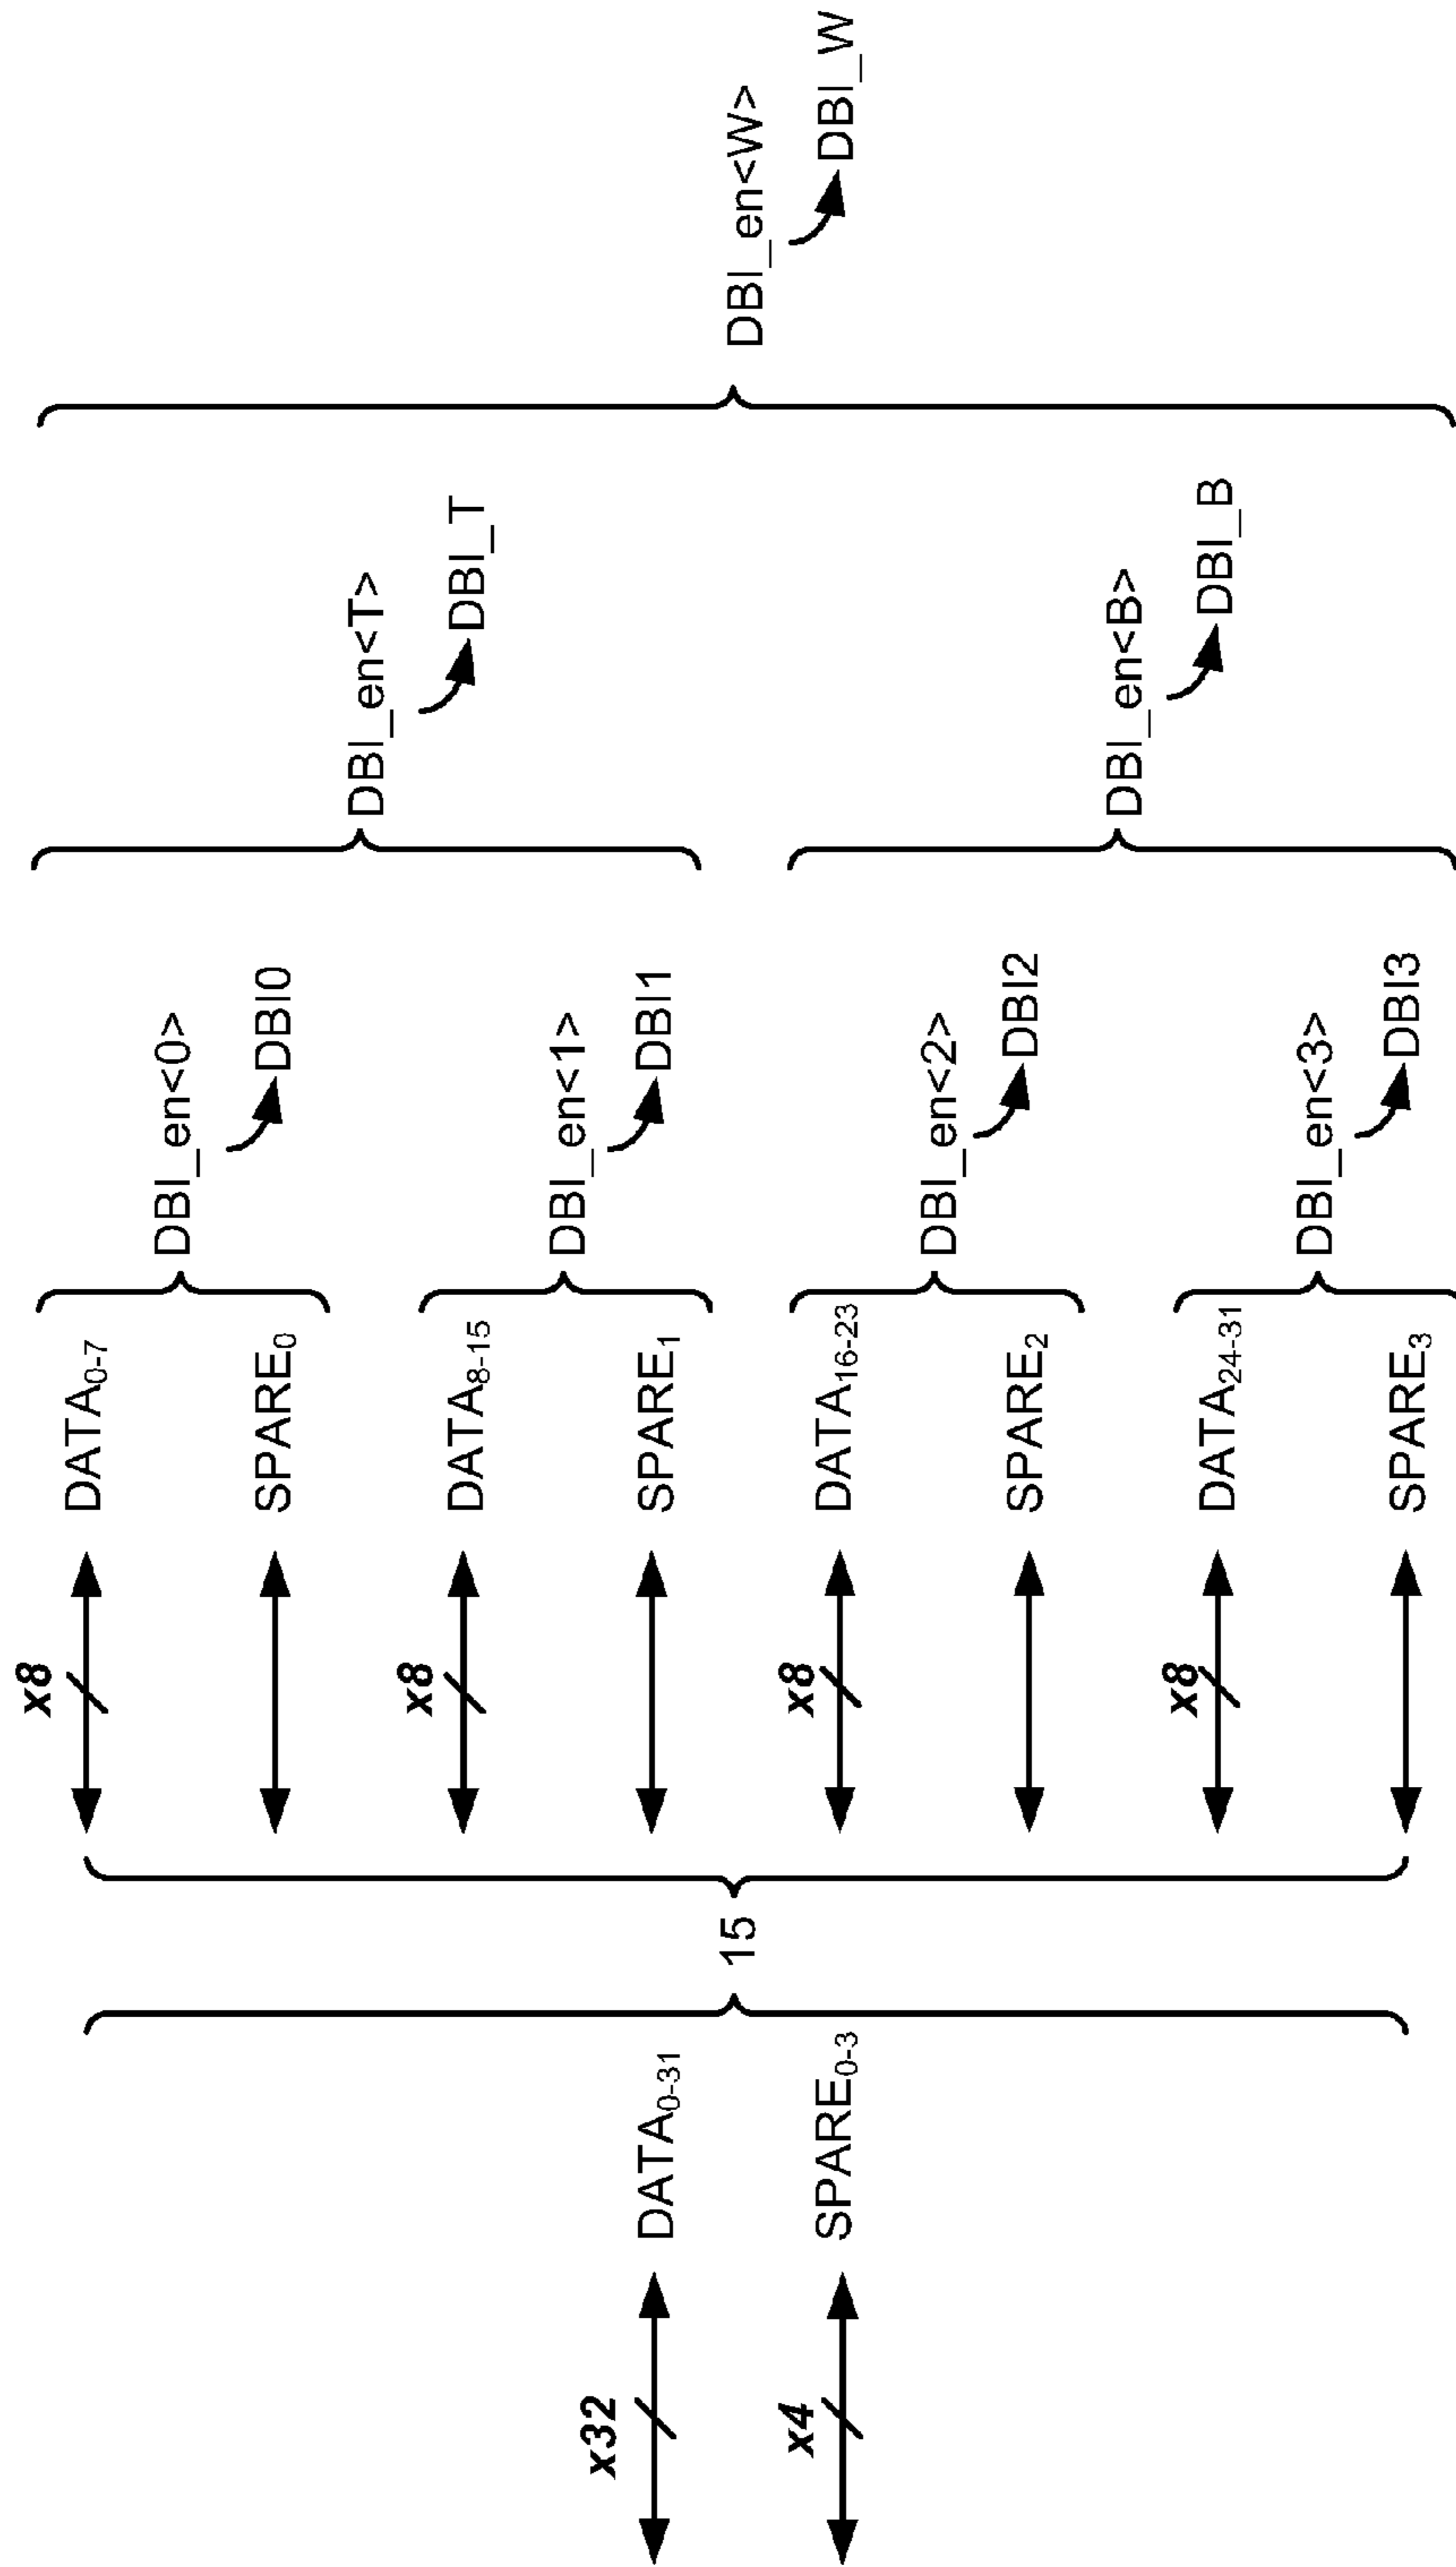 x32
DATA0-31
x4
SPARE0-3
15
x8
DATA0-7
SPARE0
x8
DATA8-15
SPARE1
x8
DATA16-23
SPARE2
x8
DATA24-31
SPARE3
DBI_en<0>
DBI0
DBI_en<1>
DBI1
DBI_en<2>
DBI2
DBI_en<3>
DBI3
DBI_en<T>
DBI_T
DBI_en<B>
DBI_B
DBI_en<W>
DBI_W